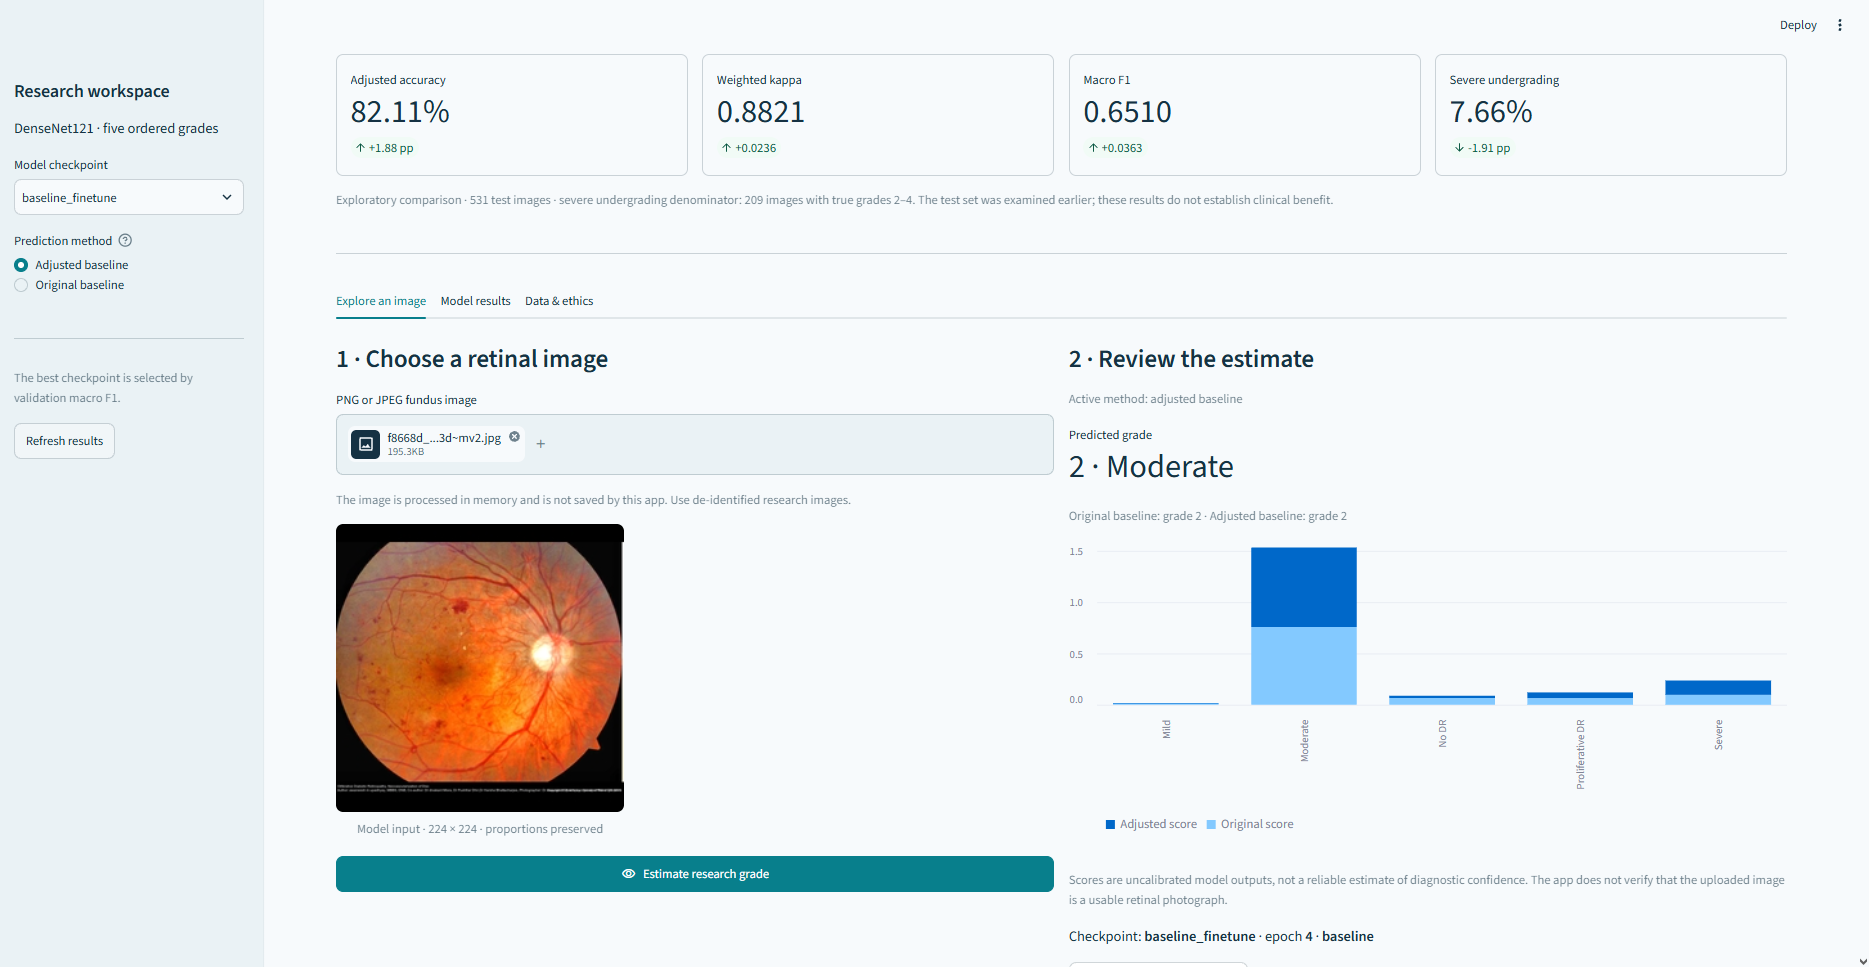 Deploy
Research workspace
DenseNet121 · five ordered grades
Model checkpoint
baseline_finetune
Prediction method
Adjusted baseline
Original baseline
The best checkpoint is selected by
validation macro F1.
Refresh results
Adjusted accuracy
82.11%
↑ +1.88 pp
Weighted kappa
0.8821
↑ +0.0236
Macro F1
0.6510
↑ +0.0363
Severe undergrading
7.66%
↓ -1.91 pp
Exploratory comparison · 531 test images · severe undergrading denominator: 209 images with true grades 2–4. The test set was examined earlier; these results do not establish clinical benefit.
Explore an image
Model results
Data & ethics
1 · Choose a retinal image
PNG or JPEG fundus image
f8668d_...3d~mv2.jpg
195.3KB
The image is processed in memory and is not saved by this app. Use de-identified research images.
Model input · 224 × 224 · proportions preserved
Estimate research grade
2 · Review the estimate
Active method: adjusted baseline
Predicted grade
2 · Moderate
Original baseline: grade 2 · Adjusted baseline: grade 2
1.5
1.0
0.5
0.0
Mild
Moderate
No DR
Proliferative DR
Severe
Adjusted score
Original score
Scores are uncalibrated model outputs, not a reliable estimate of diagnostic confidence. The app does not verify that the uploaded image
is a usable retinal photograph.
Checkpoint: baseline_finetune · epoch 4 · baseline